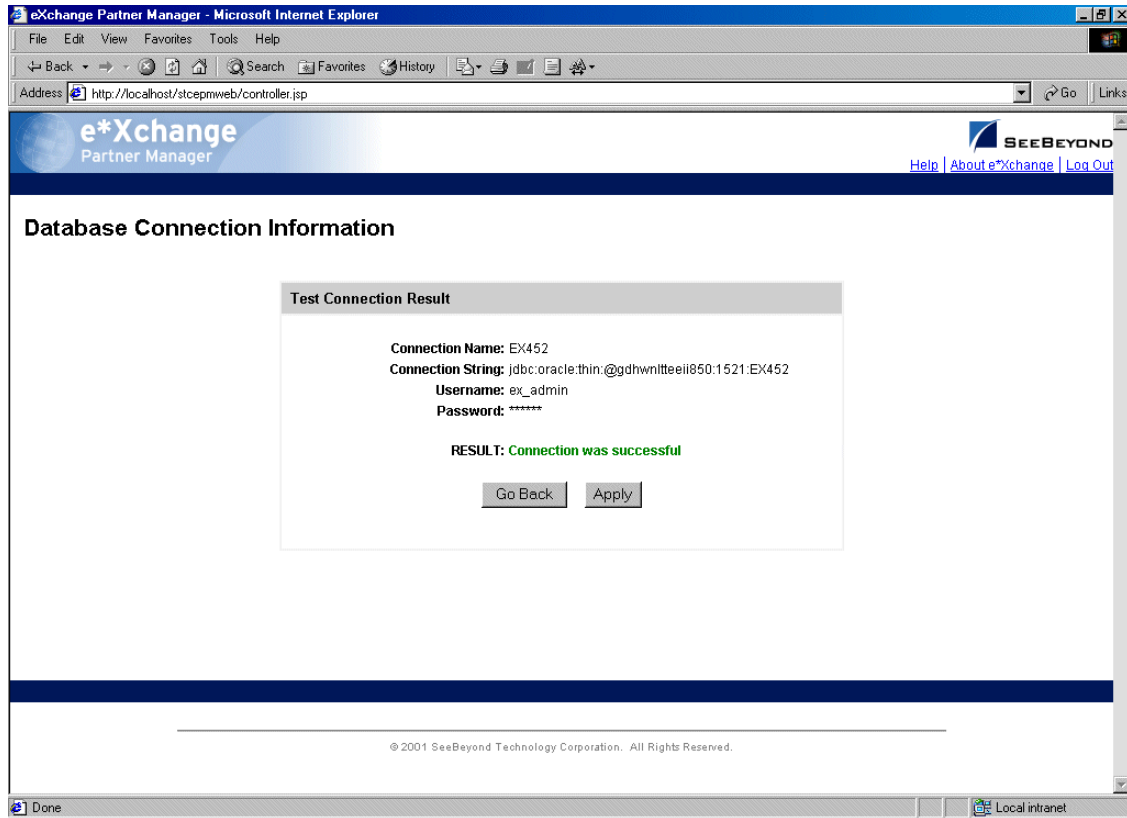 eXchange Partner Manager - Microsoft Internet Explorer
File Edit View Favorites Tools Help
Back Search Favorites History
Address http://localhost/stcepmweb/controller.jsp Go Links
e*Xchange
Partner Manager
SEEBEYOND
Help | About e*Xchange | Log Out
Database Connection Information
Test Connection Result
Connection Name: EX452
Connection String: jdbc:oracle:thin:@gdhwnltteeii850:1521:EX452
Username: ex_admin
Password: ******
RESULT: Connection was successful
Go Back Apply
© 2001 SeeBeyond Technology Corporation. All Rights Reserved.
Done Local intranet